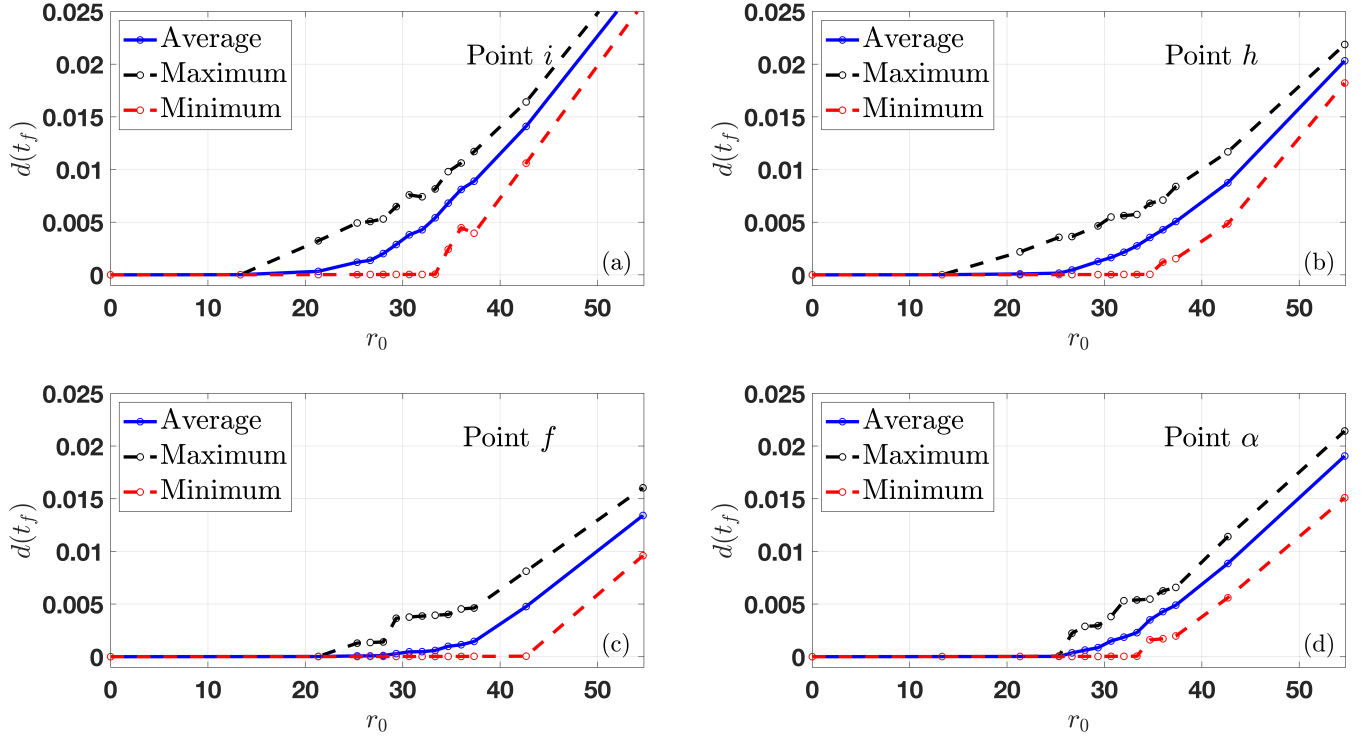 0.025
0.02
0.015
0.01
0.005
0
d(t_f)
Average
Maximum
Minimum
Point i
(a)
0 10 20 30 40 50
r_0
0.025
0.02
0.015
0.01
0.005
0
d(t_f)
Average
Maximum
Minimum
Point h
(b)
0 10 20 30 40 50
r_0
0.025
0.02
0.015
0.01
0.005
0
d(t_f)
Average
Maximum
Minimum
Point f
(c)
0 10 20 30 40 50
r_0
0.025
0.02
0.015
0.01
0.005
0
d(t_f)
Average
Maximum
Minimum
Point α
(d)
0 10 20 30 40 50
r_0